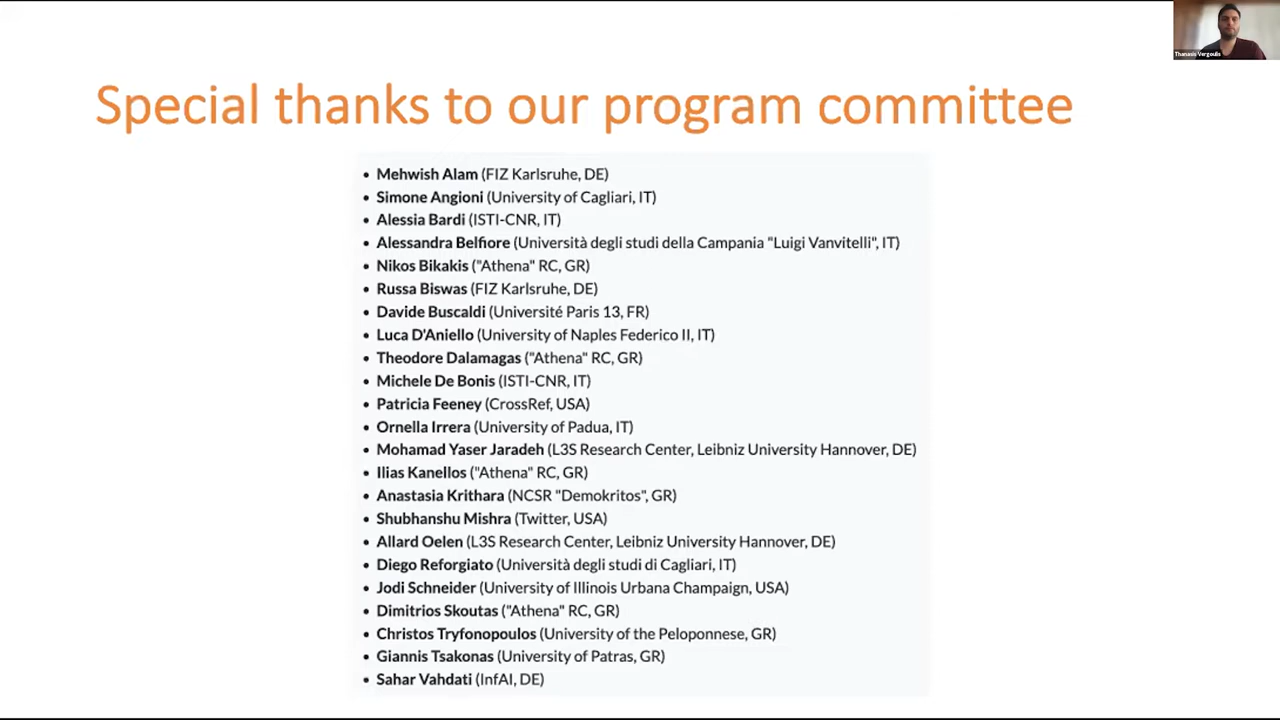 Thanasis Vergoulis
Special thanks to our program committee
• Mehwish Alam (FIZ Karlsruhe, DE)
• Simone Angioni (University of Cagliari, IT)
• Alessia Bardi (ISTI-CNR, IT)
• Alessandra Belfiore (Università degli studi della Campania "Luigi Vanvitelli", IT)
• Nikos Bikakis ("Athena" RC, GR)
• Russa Biswas (FIZ Karlsruhe, DE)
• Davide Buscaldi (Université Paris 13, FR)
• Luca D'Aniello (University of Naples Federico II, IT)
• Theodore Dalamagas ("Athena" RC, GR)
• Michele De Bonis (ISTI-CNR, IT)
• Patricia Feeney (CrossRef, USA)
• Ornella Irrera (University of Padua, IT)
• Mohamad Yaser Jaradeh (L3S Research Center, Leibniz University Hannover, DE)
• Ilias Kanellos ("Athena" RC, GR)
• Anastasia Krithara (NCSR "Demokritos", GR)
• Shubhanshu Mishra (Twitter, USA)
• Allard Oelen (L3S Research Center, Leibniz University Hannover, DE)
• Diego Reforgiato (Università degli studi di Cagliari, IT)
• Jodi Schneider (University of Illinois Urbana Champaign, USA)
• Dimitrios Skoutas ("Athena" RC, GR)
• Christos Tryfonopoulos (University of the Peloponnese, GR)
• Giannis Tsakonas (University of Patras, GR)
• Sahar Vahdati (InfAI, DE)